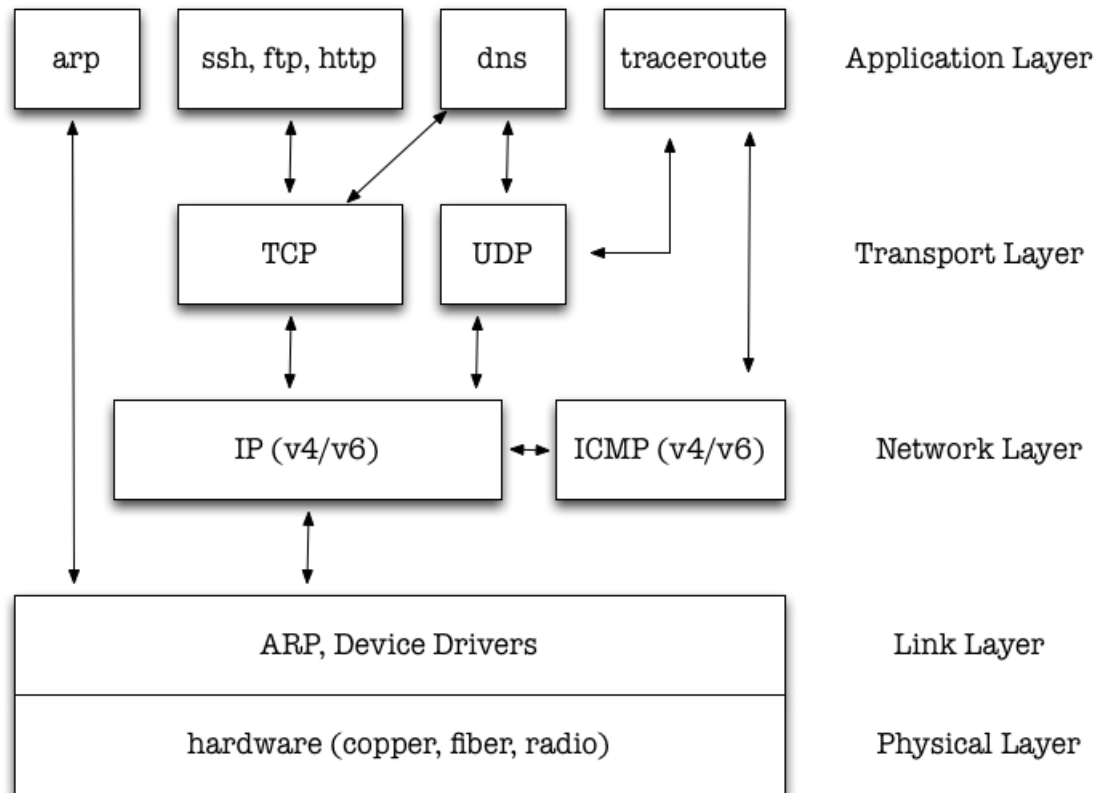 arp
ssh, ftp, http
dns
traceroute
Application Layer
TCP
UDP
Transport Layer
IP (v4/v6)
ICMP (v4/v6)
Network Layer
ARP, Device Drivers
Link Layer
hardware (copper, fiber, radio)
Physical Layer